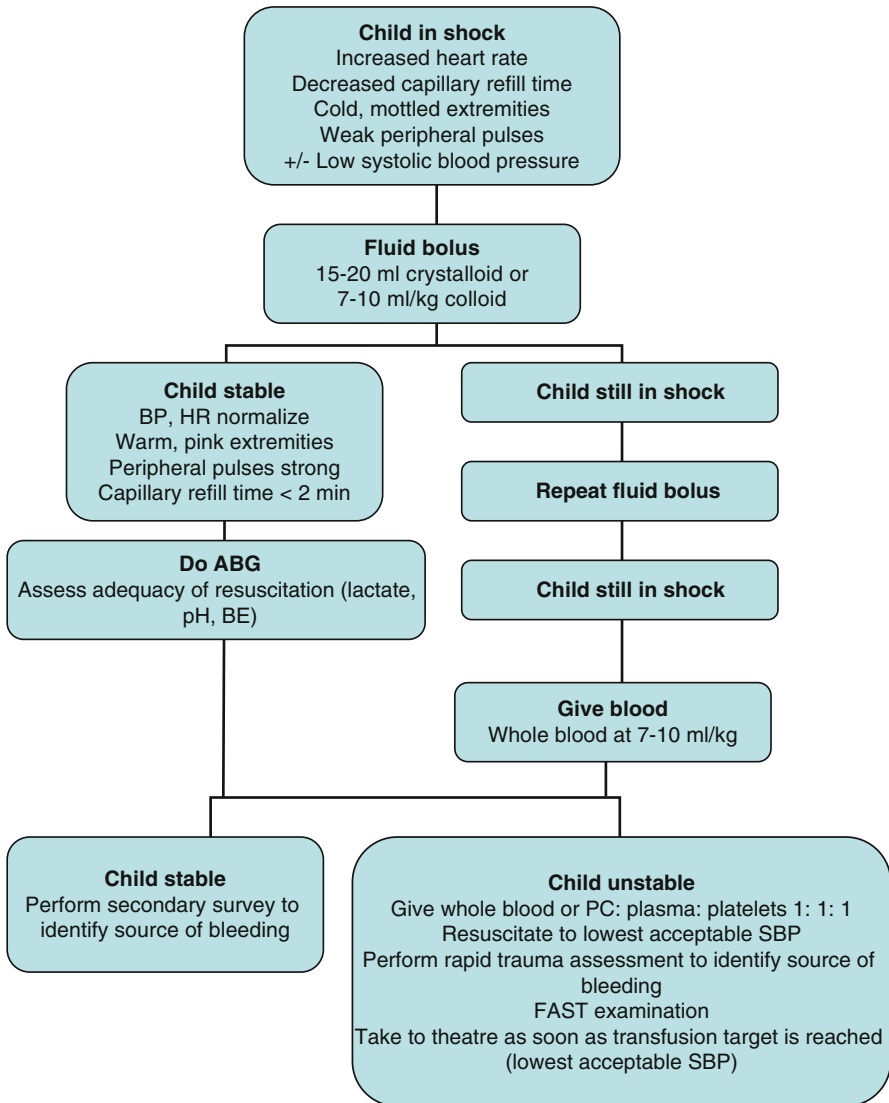 Child in shock
Increased heart rate
Decreased capillary refill time
Cold, mottled extremities
Weak peripheral pulses
+/- Low systolic blood pressure
Fluid bolus
15-20 ml crystalloid or
7-10 ml/kg colloid
Child stable
BP, HR normalize
Warm, pink extremities
Peripheral pulses strong
Capillary refill time < 2 min
Child still in shock
Repeat fluid bolus
Do ABG
Assess adequacy of resuscitation (lactate,
pH, BE)
Child still in shock
Give blood
Whole blood at 7-10 ml/kg
Child stable
Perform secondary survey to
identify source of bleeding
Child unstable
Give whole blood or PC: plasma: platelets 1: 1: 1
Resuscitate to lowest acceptable SBP
Perform rapid trauma assessment to identify source of
bleeding
FAST examination
Take to theatre as soon as transfusion target is reached
(lowest acceptable SBP)